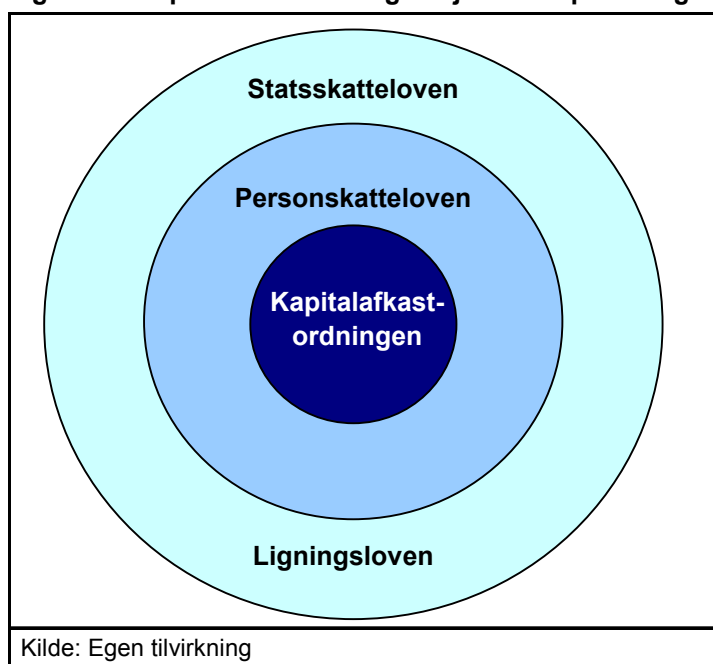 Statsskatteloven
Personskatteloven
Kapitalafkast-
ordningen
Ligningsloven
Kilde: Egen tilvirkning